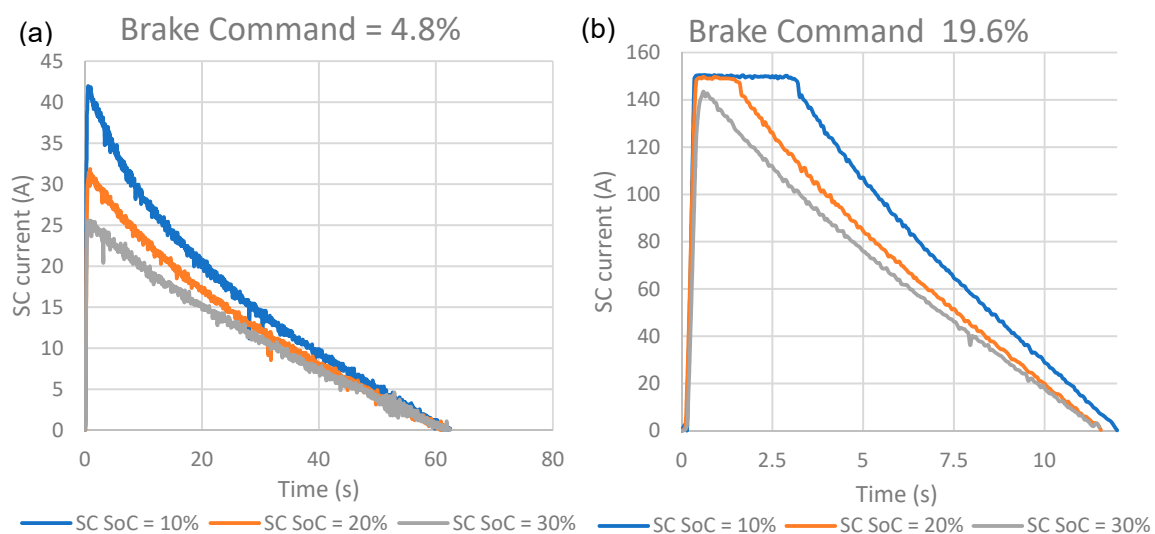 (a) Brake Command = 4.8%
SC current (A)
45
40
35
30
25
20
15
10
5
0
0 20 40 60 80
Time (s)
SC SoC = 10% SC SoC = 20% SC SoC = 30%
(b) Brake Command 19.6%
SC current (A)
160
140
120
100
80
60
40
20
0
0 2.5 5 7.5 10
Time (s)
SC SoC = 10% SC SoC = 20% SC SoC = 30%